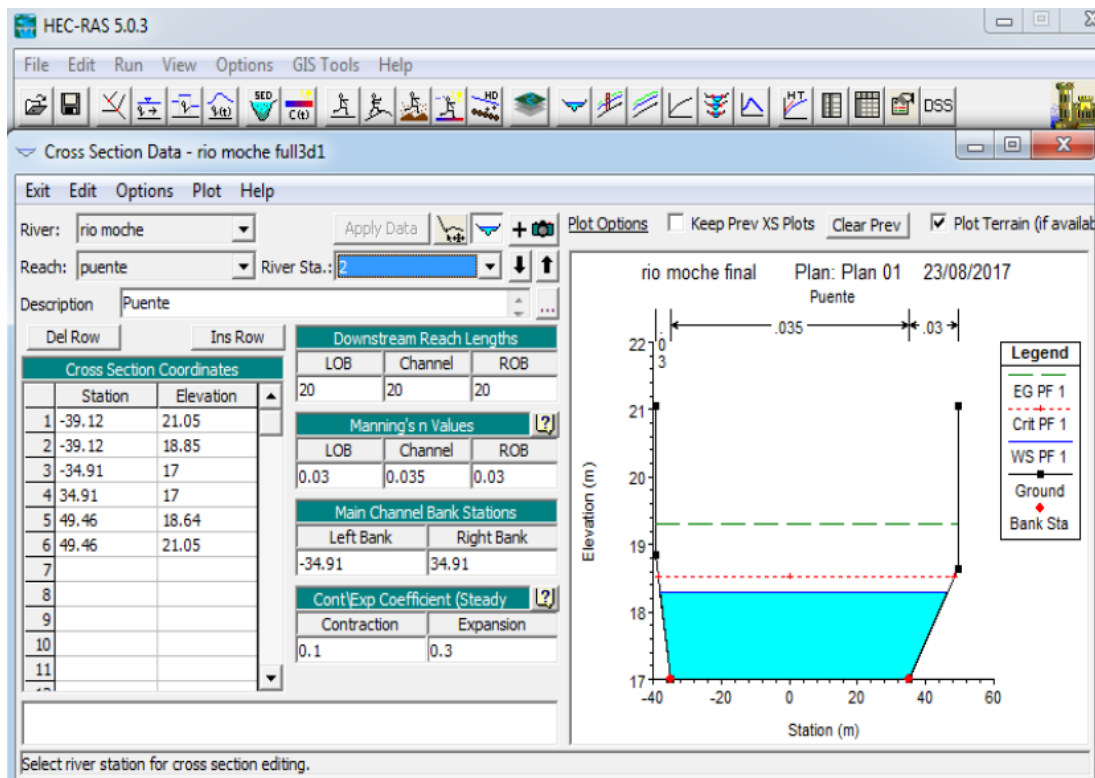 HEC-RAS 5.0.3
File Edit Run View Options GIS Tools Help
SED C(t) HD HT DSS
Cross Section Data - rio moche full3d1
Exit Edit Options Plot Help
River: rio moche Apply Data
Plot Options Keep Prev XS Plots Clear Prev Plot Terrain (if availab
Reach: puente River Sta.: 2
Description Puente ...
Del Row Ins Row
Cross Section Coordinates
Station Elevation
1 -39.12 21.05
2 -39.12 18.85
3 -34.91 17
4 34.91 17
5 49.46 18.64
6 49.46 21.05
7
8
9
10
11
Downstream Reach Lengths
LOB Channel ROB
20 20 20
Manning's n Values
LOB Channel ROB
0.03 0.035 0.03
Main Channel Bank Stations
Left Bank Right Bank
-34.91 34.91
Cont\Exp Coefficient (Steady
Contraction Expansion
0.1 0.3
rio moche final Plan: Plan 01 23/08/2017
Puente
.03 .035 .03
22
21
20
19
18
17
Elevation (m)
-40 -20 0 20 40 60
Station (m)
Legend
EG PF 1
Crit PF 1
WS PF 1
Ground
Bank Sta
Select river station for cross section editing.